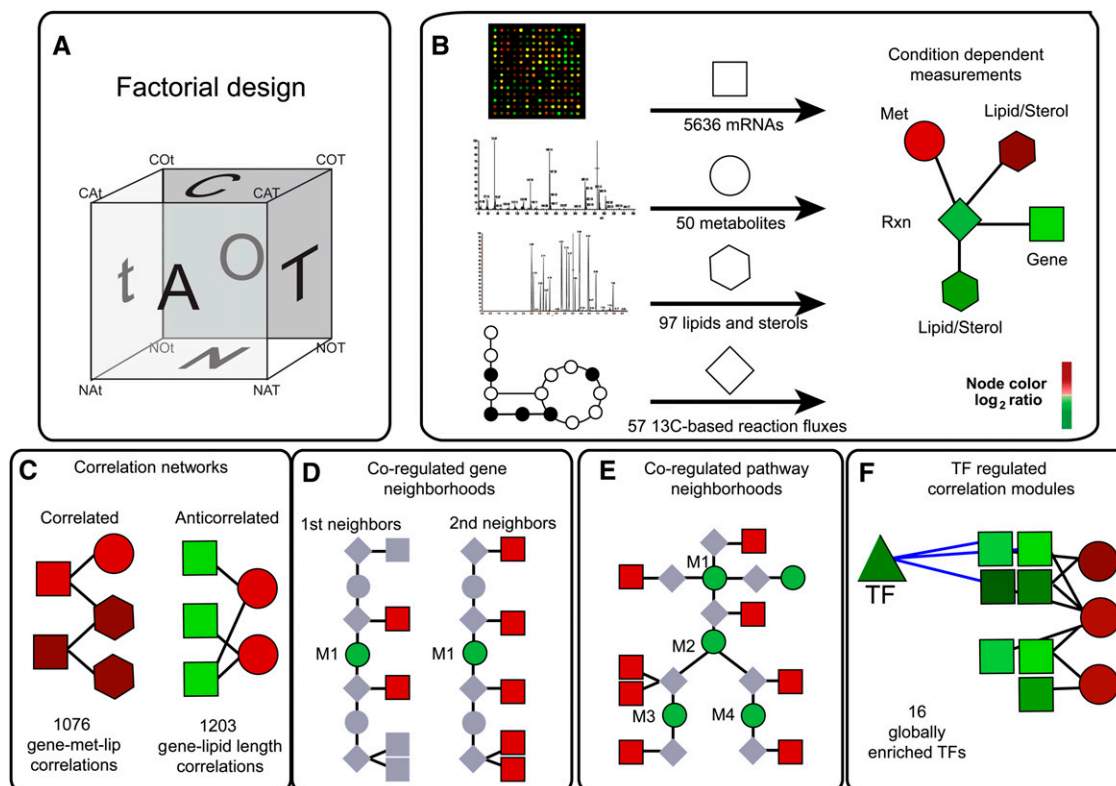 A
Factorial design
COt
COT
CAt
CAT
C
t
A
O
T
NOt
NOT
N
NAt
NAT
B
5636 mRNAs
50 metabolites
97 lipids and sterols
57 13C-based reaction fluxes
Condition dependent
measurements
Met
Lipid/Sterol
Rxn
Gene
Lipid/Sterol
Node color
log2 ratio
C
Correlation networks
Correlated
Anticorrelated
1076
gene-met-lip
correlations
1203
gene-lipid length
correlations
D
Co-regulated gene
neighborhoods
1st neighbors
2nd neighbors
M1
M1
E
Co-regulated pathway
neighborhoods
M1
M2
M3
M4
F
TF regulated
correlation modules
TF
16
globally
enriched TFs